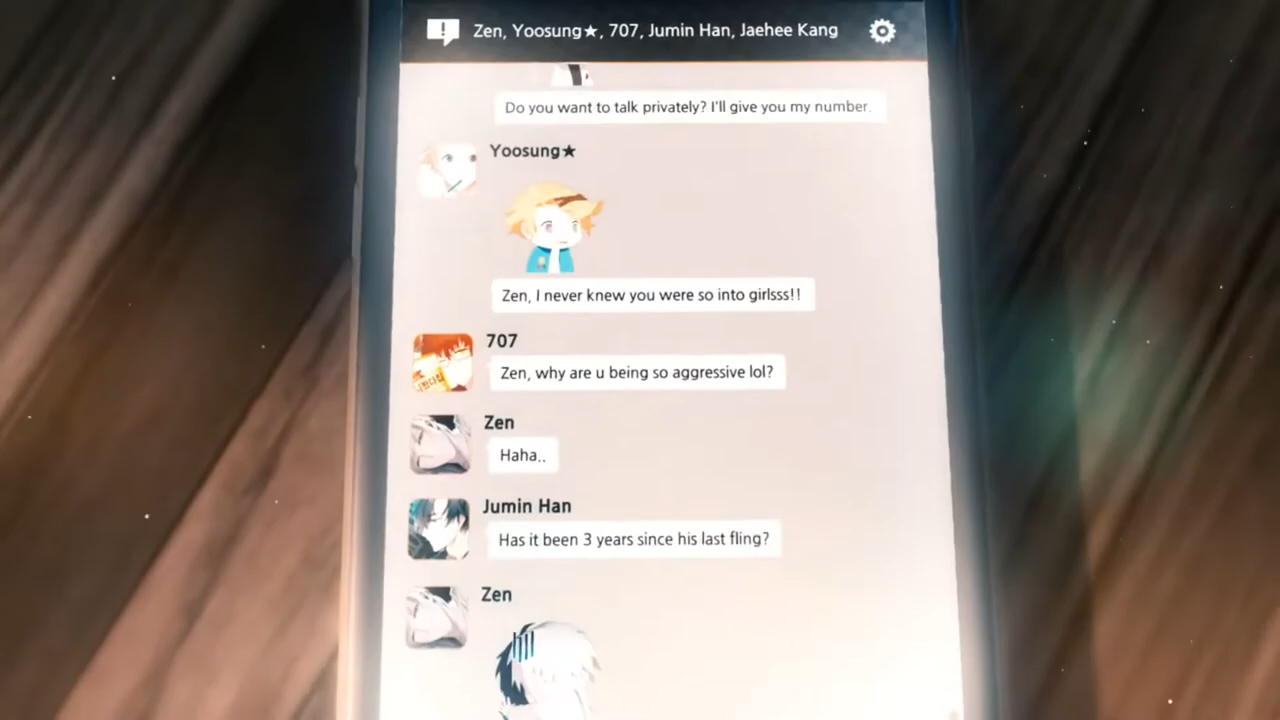 Zen, Yoosung★, 707, Jumin Han, Jaehee Kang
Do you want to talk privately? I'll give you my number.
Yoosung★
Zen, I never knew you were so into girlsss!!
707
Zen, why are u being so aggressive lol?
Zen
Haha..
Jumin Han
Has it been 3 years since his last fling?
Zen